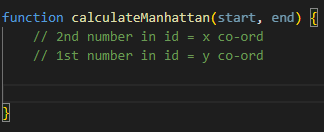 function calculateManhattan(start, end) {
    // 2nd number in id = x co-ord
    // 1st number in id = y co-ord
}